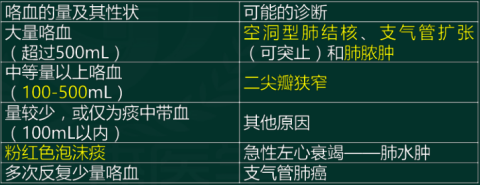 咯血的量及其性状 可能的诊断
大量咯血 空洞型肺结核、支气管扩张
（超过500mL） （可突止）和肺脓肿
中等量以上咯血 二尖瓣狭窄
（100-500mL）
量较少，或仅为痰中带血 其他原因
（100mL以内）
粉红色泡沫痰 急性左心衰竭——肺水肿
多次反复少量咯血 支气管肺癌